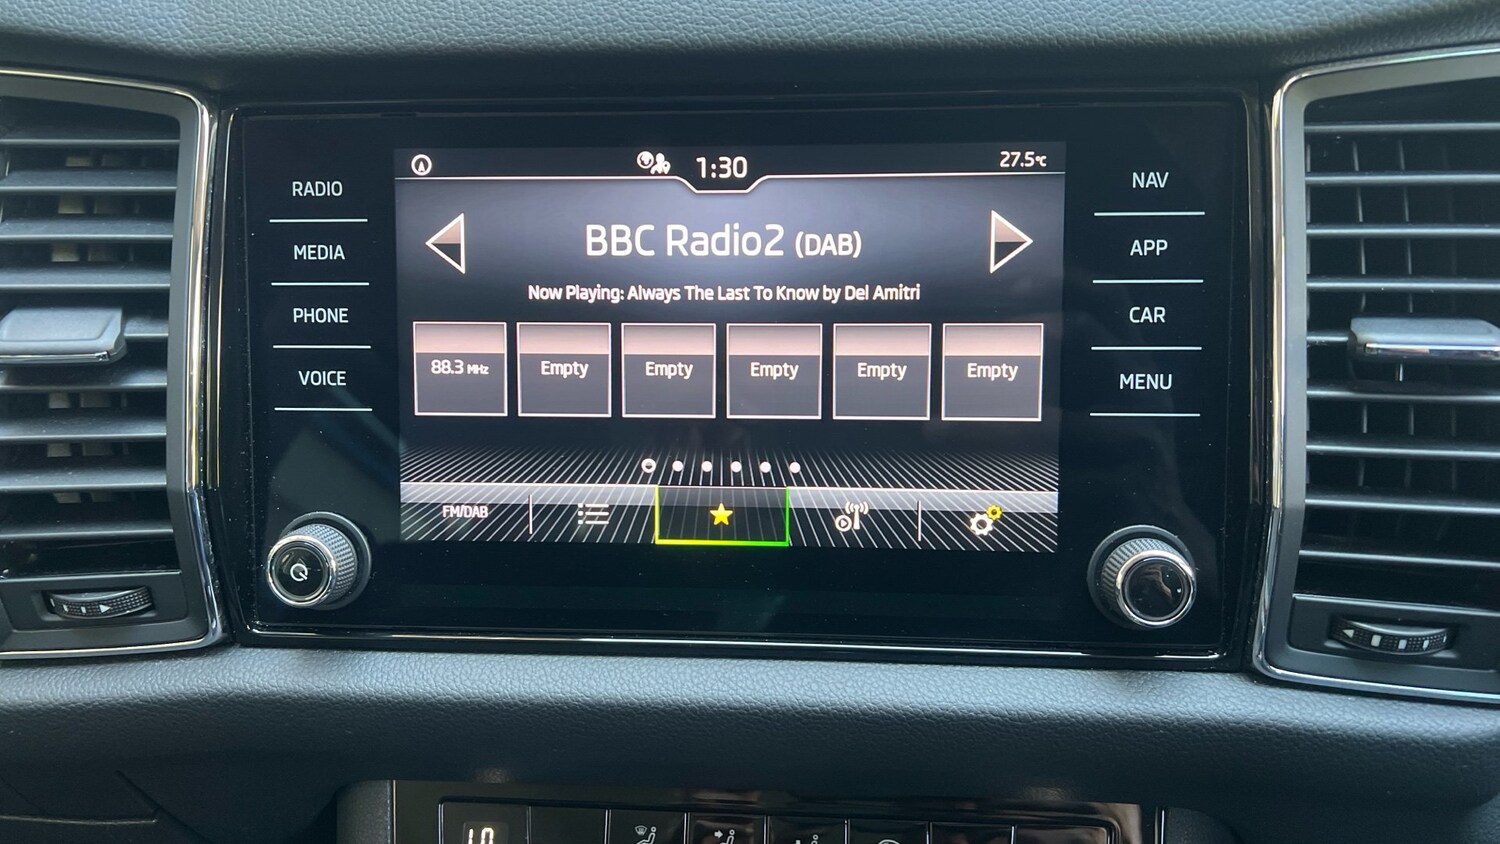 1:30
27.5°C
RADIO
MEDIA
PHONE
VOICE
BBC Radio2 (DAB)
Now Playing: Always The Last To Know by Del Amitri
88.3 MHz
Empty
Empty
Empty
Empty
Empty
FM/DAB
NAV
APP
CAR
MENU